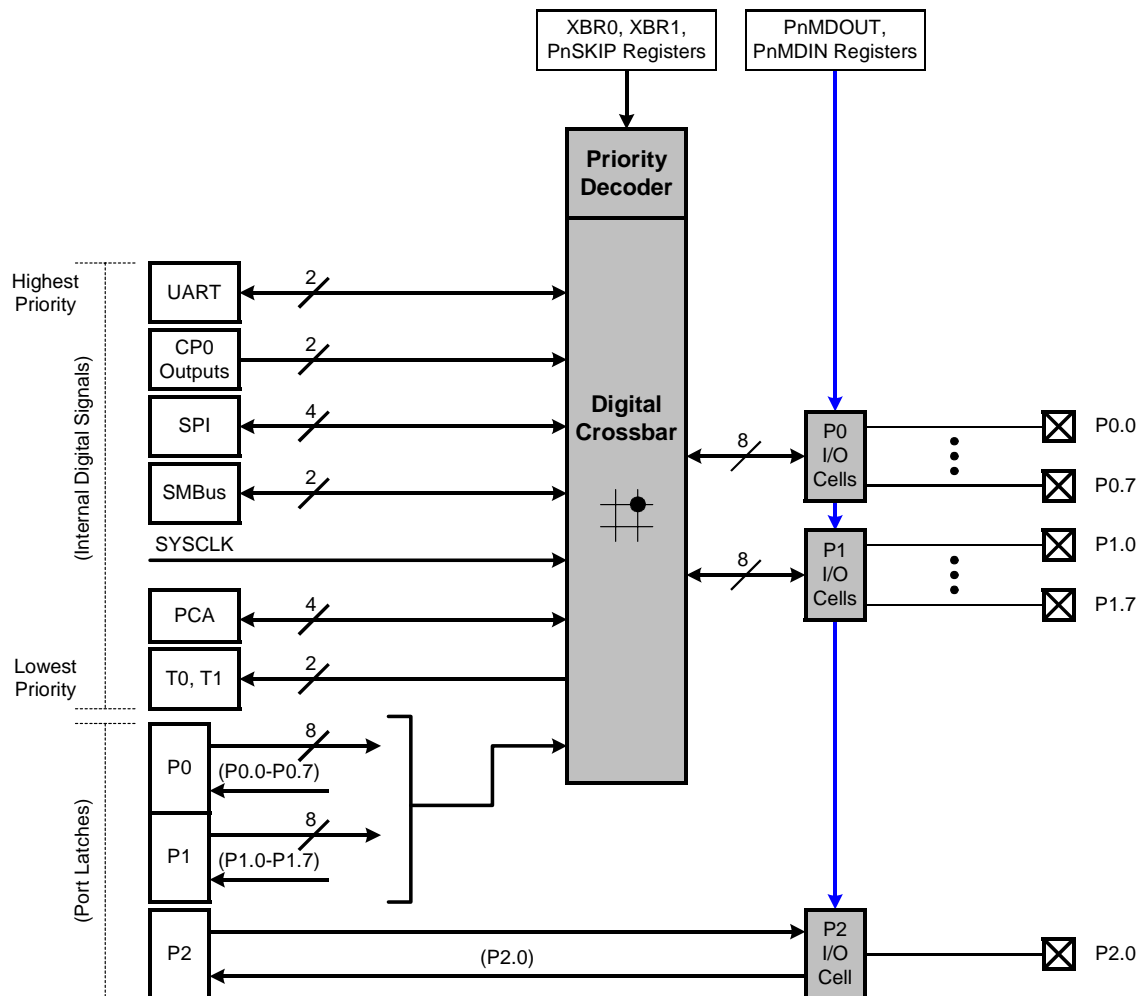 XBR0, XBR1,
PnSKIP Registers
PnMDOUT,
PnMDIN Registers
Priority
Decoder
Highest
Priority
(Internal Digital Signals)
UART
2
CP0
Outputs
2
SPI
4
SMBus
2
SYSCLK
PCA
4
Lowest
Priority
T0, T1
2
Digital
Crossbar
8
P0
I/O
Cells
P0.0
P0.7
8
P1
I/O
Cells
P1.0
P1.7
(Port Latches)
P0
8
(P0.0-P0.7)
P1
8
(P1.0-P1.7)
P2
(P2.0)
P2
I/O
Cell
P2.0